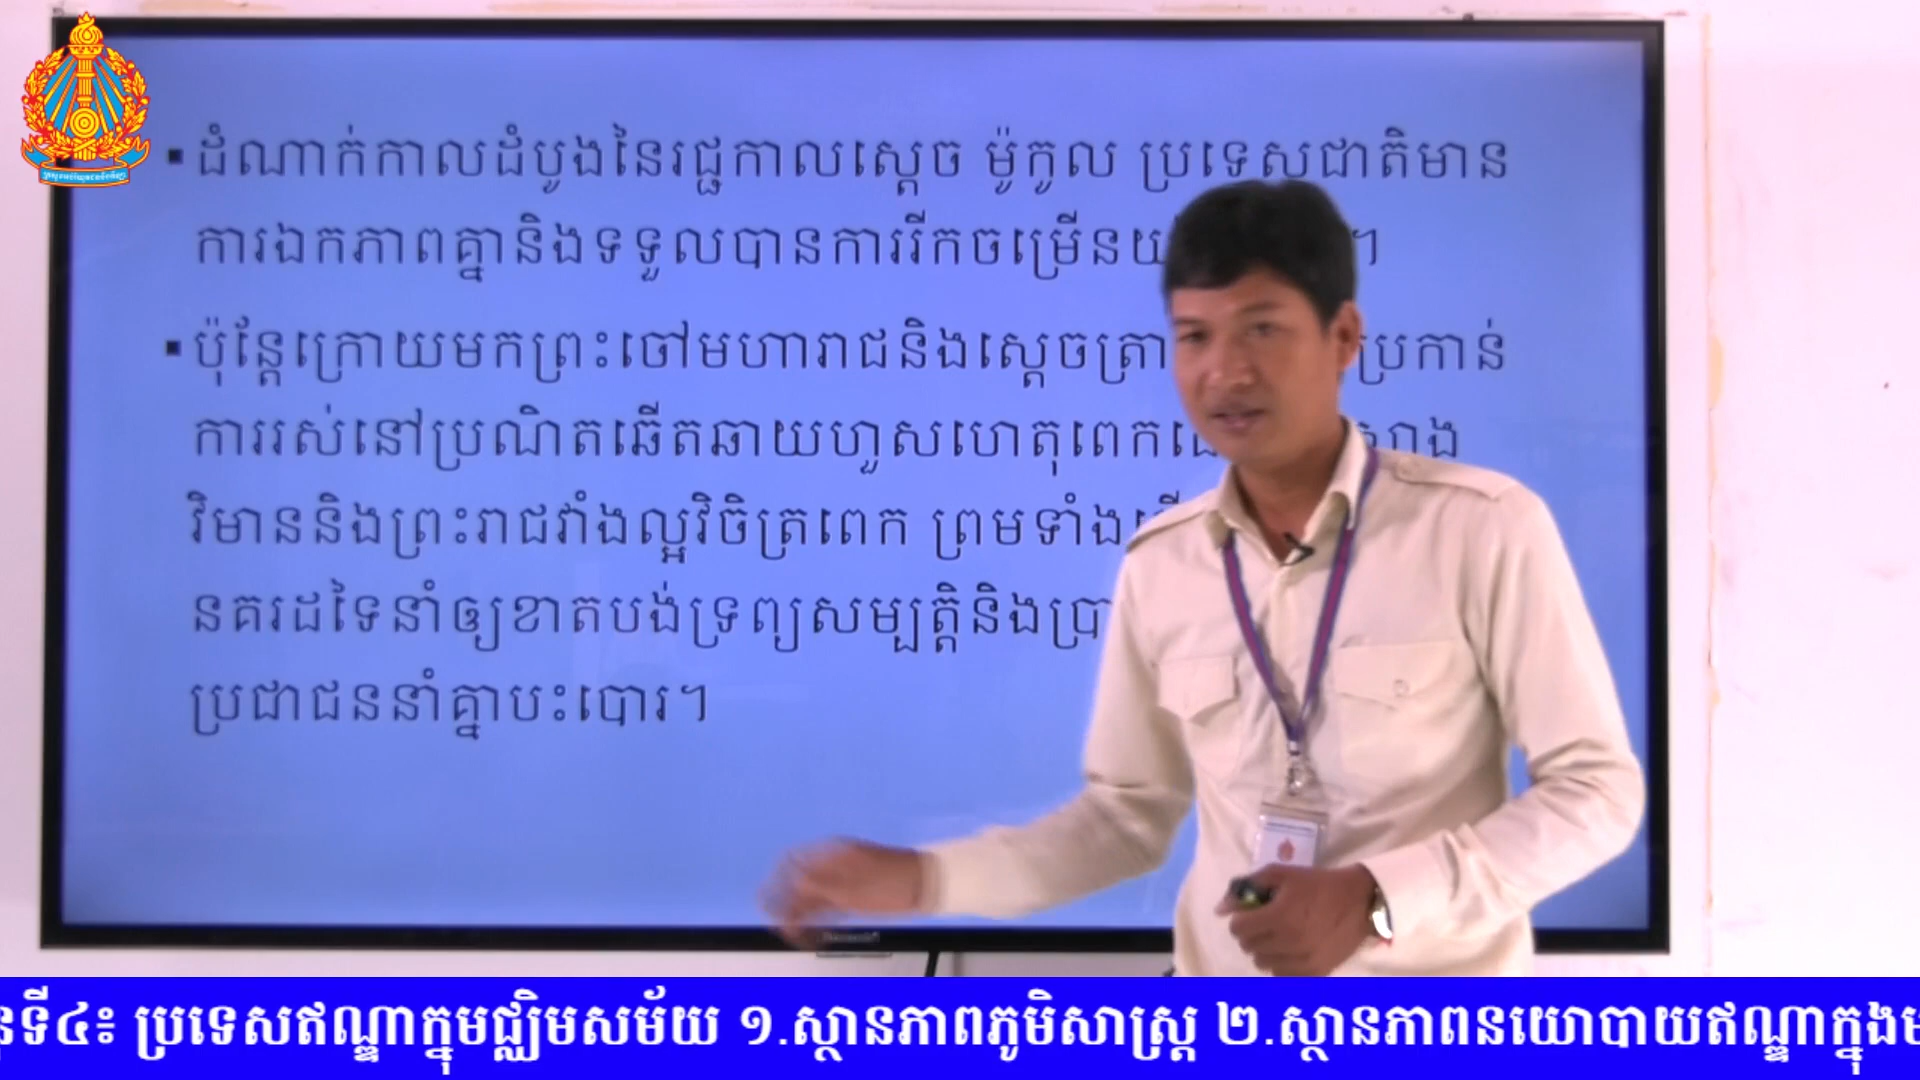 ▪ ដំណាក់កាលដំបូងនៃរជ្ជកាលស្តេច ម៉ូកូល ប្រទេសជាតិមាន
ការឯកភាពគ្នានិងទទួលបានការរីកចម្រើន ។
▪ ប៉ុន្តែក្រោយមកព្រះចៅមហារាជនិងស្តេច ប្រកាន់
ការរស់នៅប្រណិតឆើតឆាយហួសហេតុពេក
វិមាននិងព្រះរាជវាំងល្អវិចិត្រពេក ព្រមទាំង
នគរដទៃនាំឲ្យខាតបង់ទ្រព្យសម្បត្តិនិង
ប្រជាជននាំគ្នាបះបោរ។
ទី៤៖ ប្រទេសឥណ្ឌាក្នុមជ្ឈិមសម័យ ១.ស្ថានភាពភូមិសាស្ត្រ ២.ស្ថានភាពនយោបាយឥណ្ឌាក្នុង